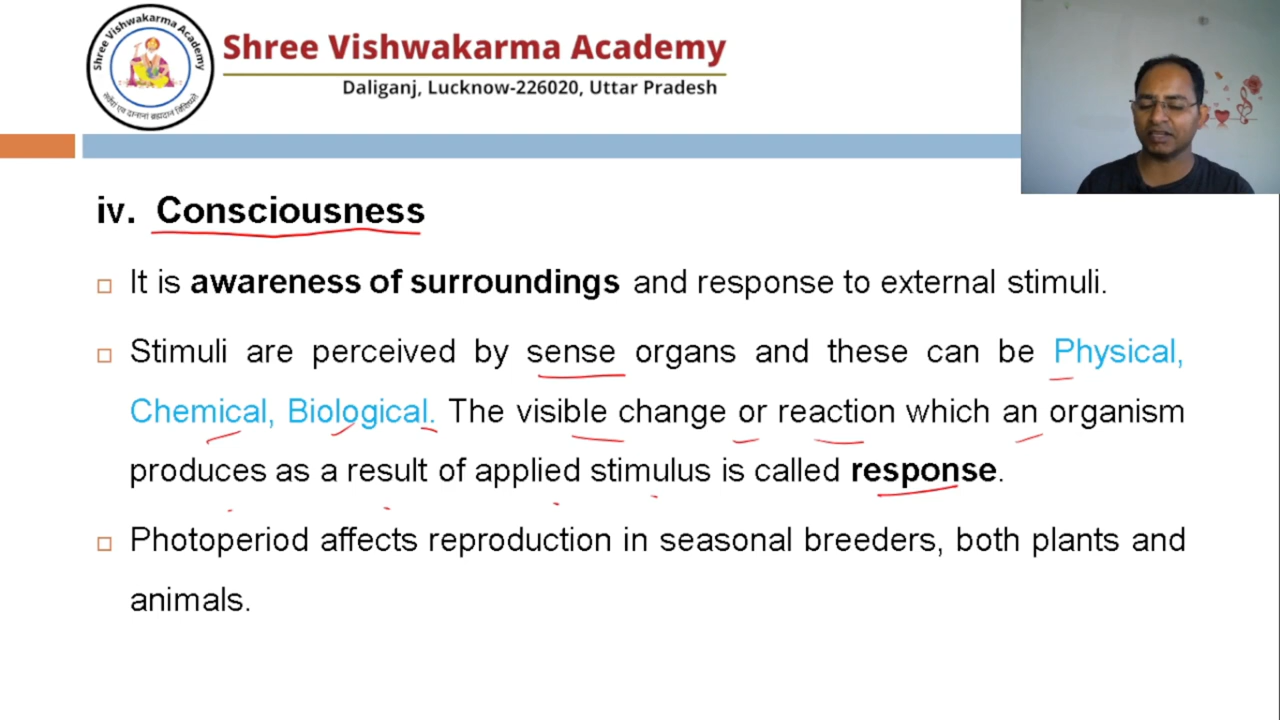 Shree Vishwakarma Academy
Shree Vishwakarma Academy
Daliganj, Lucknow-226020, Uttar Pradesh
iv. Consciousness
It is awareness of surroundings and response to external stimuli.
Stimuli are perceived by sense organs and these can be Physical,
Chemical, Biological. The visible change or reaction which an organism
produces as a result of applied stimulus is called response.
Photoperiod affects reproduction in seasonal breeders, both plants and
animals.